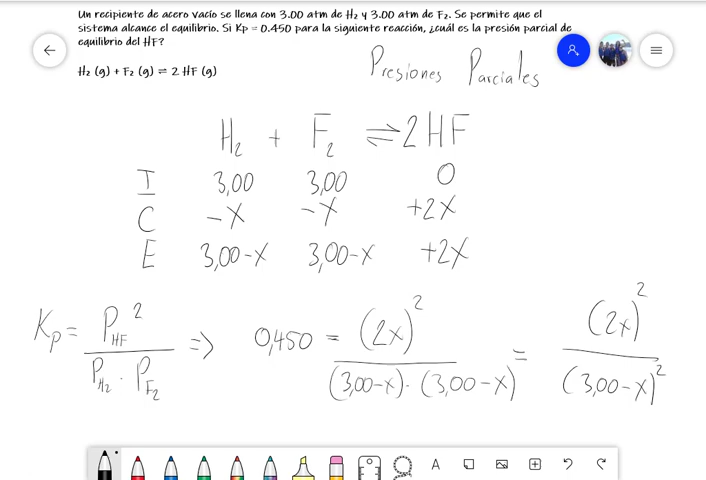 Un recipiente de acero vacío se llena con 3.00 atm de H₂ y 3.00 atm de F₂. Se permite que el
sistema alcance el equilibrio. Si Kp = 0.450 para la siguiente reacción, ¿cuál es la presión parcial de
equilibrio del HF?
H₂ (g) + F₂ (g) ⇌ 2 HF (g)
Presiones Parciales
H₂ + F₂ ⇌ 2HF
I 3,00 3,00 0
C -X -X +2X
E 3,00-X 3,00-X +2X
Kp = P_HF² / (P_H₂ · P_F₂) => 0,450 = (2x)² / ((3,00-x) · (3,00-x)) = (2x)² / (3,00-x)²
A